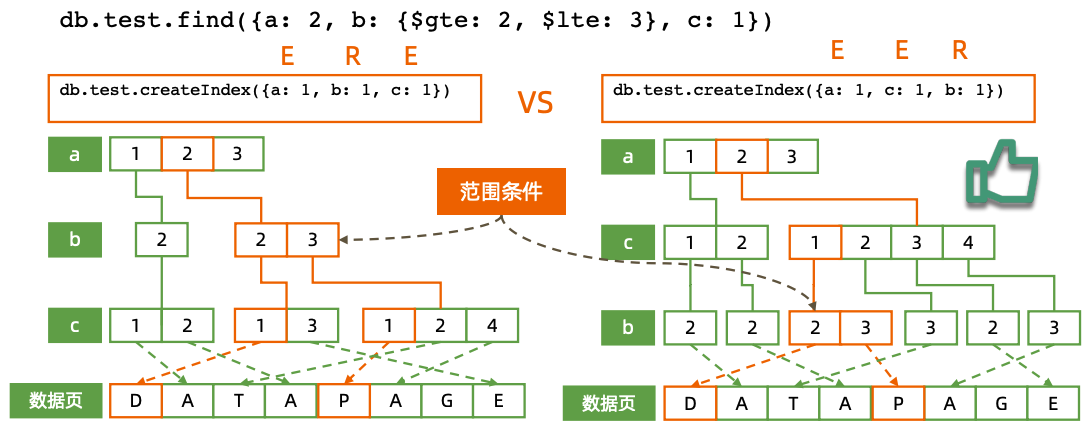 db.test.find({a: 2, b: {$gte: 2, $lte: 3}, c: 1})
E R E
db.test.createIndex({a: 1, b: 1, c: 1})
VS
E E R
db.test.createIndex({a: 1, c: 1, b: 1})
范围条件
a 1 2 3
b 2 2 3
c 1 2 1 3 1 2 4
数据页 D A T A P A G E
a 1 2 3
c 1 2 1 2 3 4
b 2 2 2 3 3 2 3
数据页 D A T A P A G E